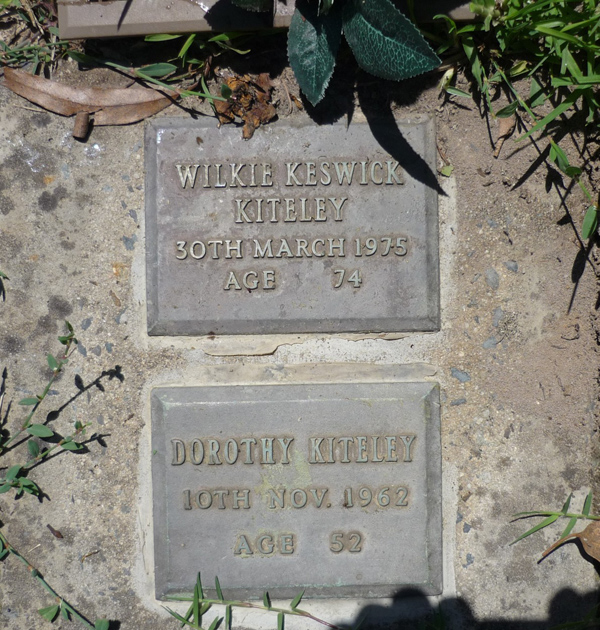 WILKIE KESWICK
KITELEY
30TH MARCH 1975
AGE 74
DOROTHY KITELEY
10TH NOV. 1962
AGE 52